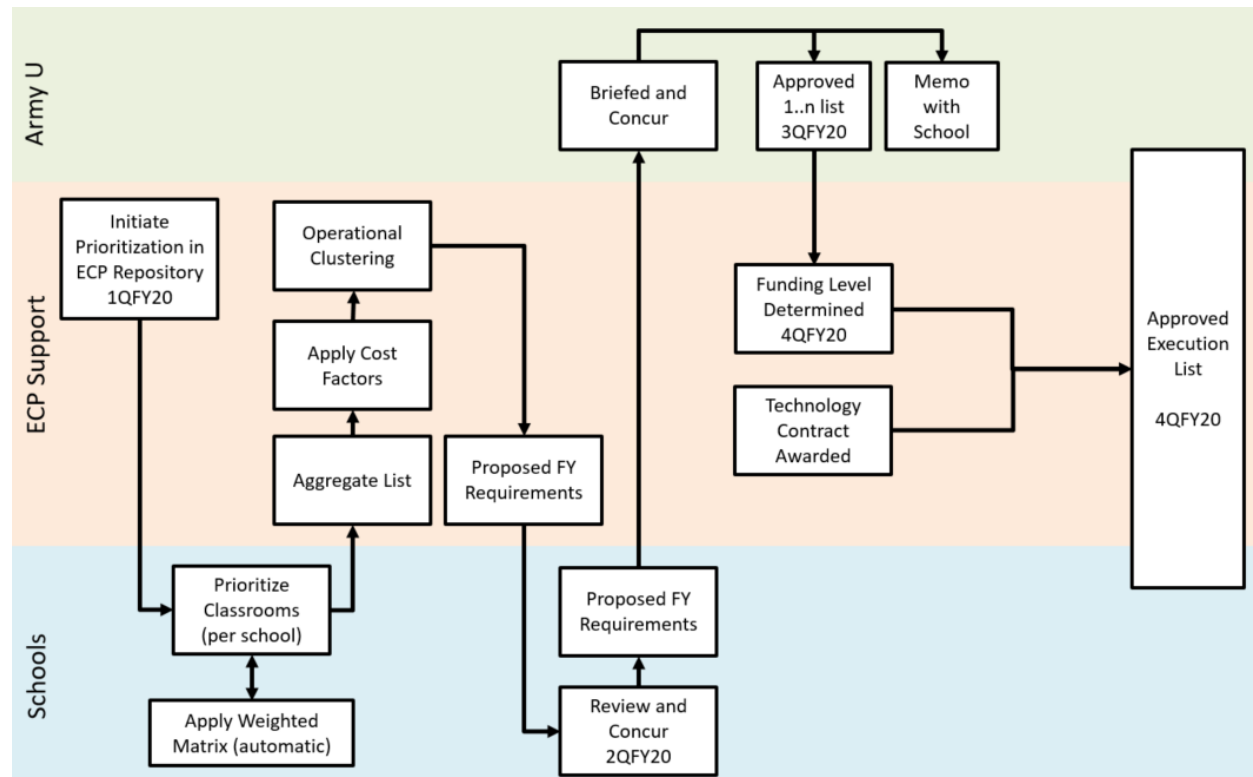 Army U
Briefed and
Concur
Approved
1..n list
3QFY20
Memo
with
School
ECP Support
Initiate
Prioritization in
ECP Repository
1QFY20
Operational
Clustering
Apply Cost
Factors
Aggregate List
Proposed FY
Requirements
Funding Level
Determined
4QFY20
Technology
Contract
Awarded
Approved
Execution
List
4QFY20
Schools
Prioritize
Classrooms
(per school)
Apply Weighted
Matrix (automatic)
Proposed FY
Requirements
Review and
Concur
2QFY20